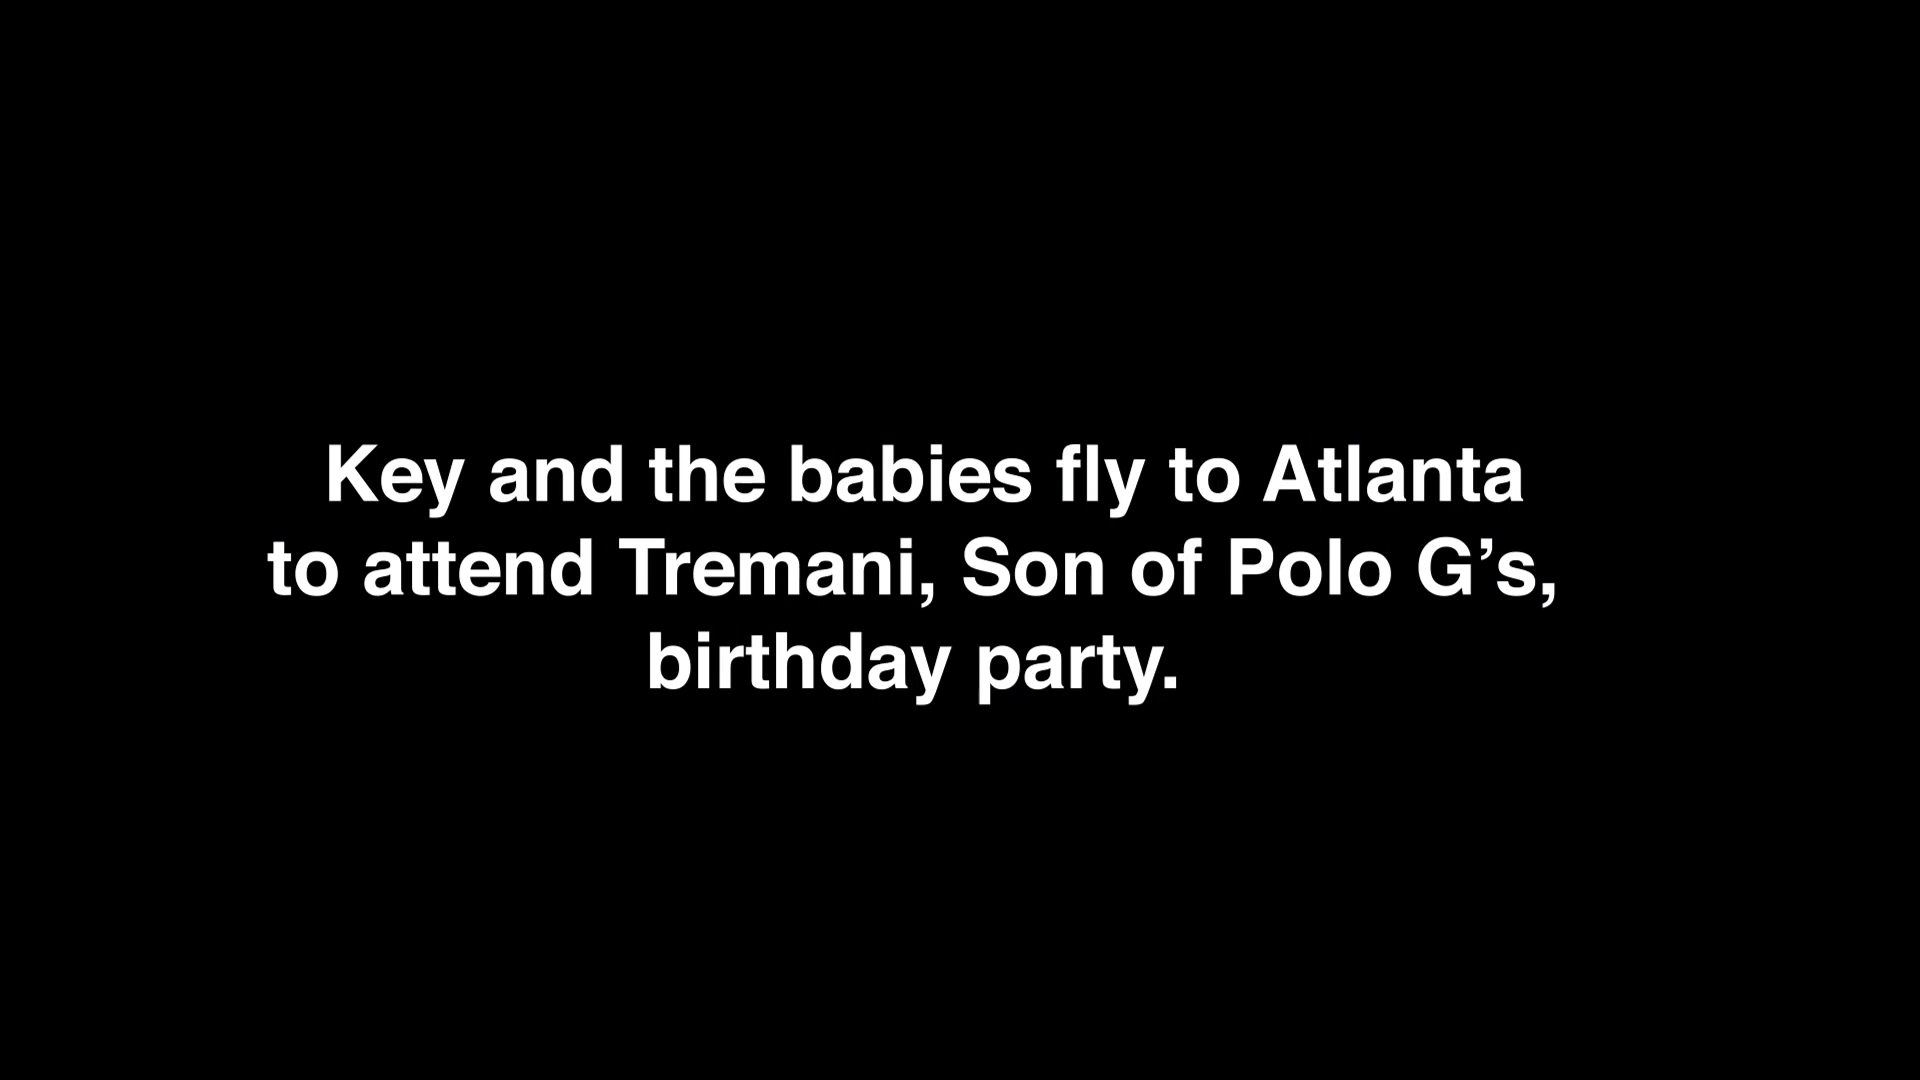 Key and the babies fly to Atlanta
to attend Tremani, Son of Polo G’s,
birthday party.